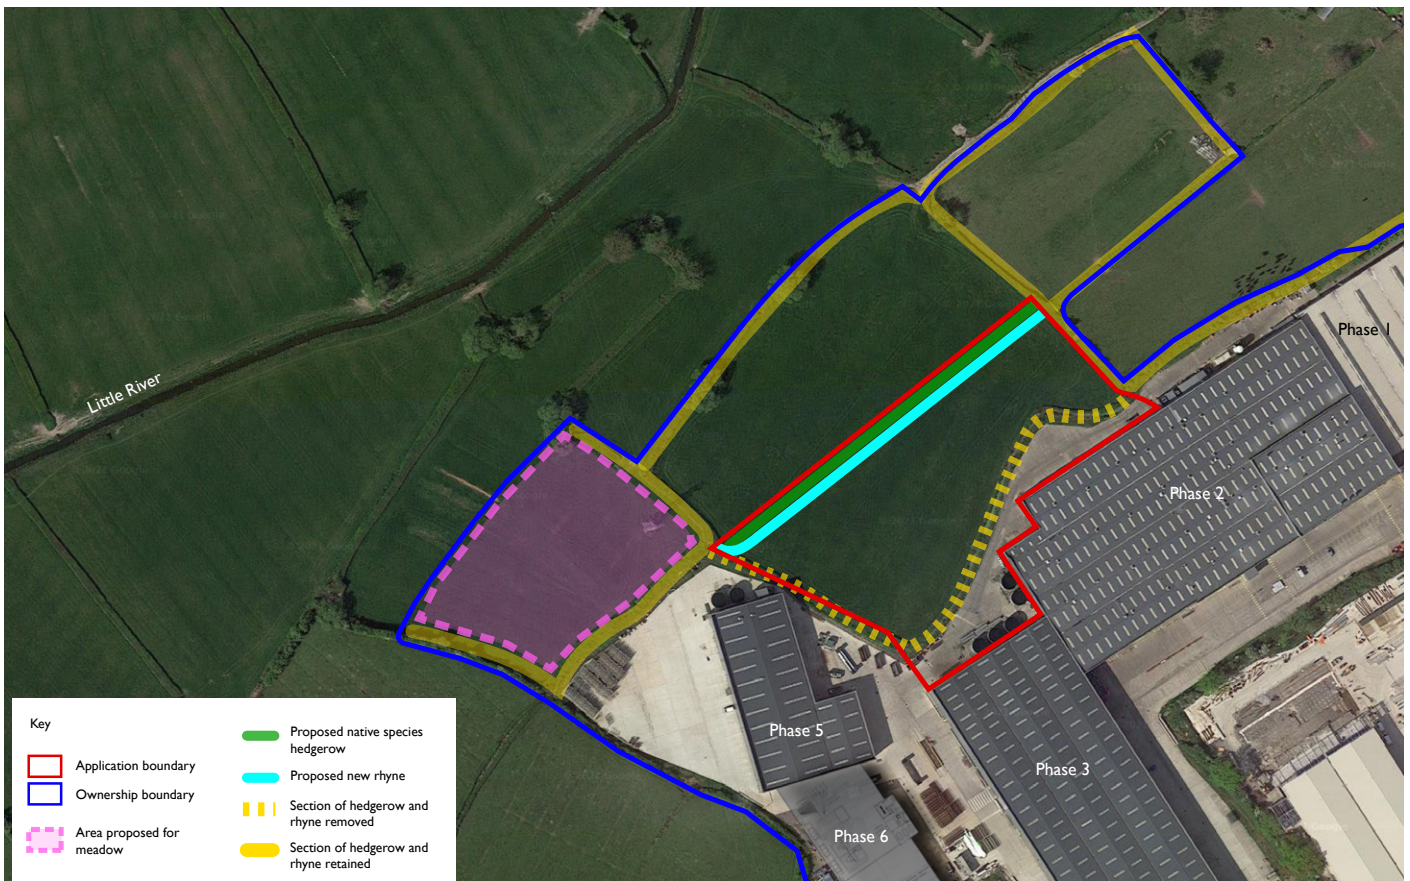 Little River
Phase 1
Phase 2
Phase 5
Phase 3
Phase 6
Key
Application boundary
Ownership boundary
Area proposed for
meadow
Proposed native species
hedgerow
Proposed new rhyne
Section of hedgerow and
rhyne removed
Section of hedgerow and
rhyne retained